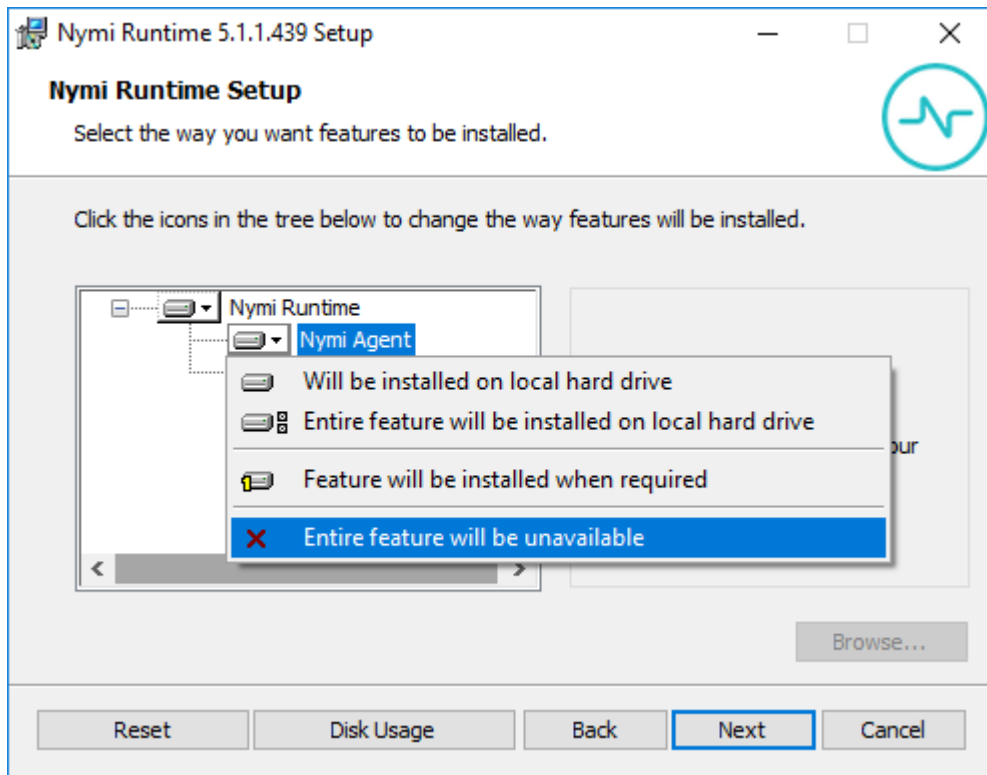 Nymi Runtime 5.1.1.439 Setup
Nymi Runtime Setup
Select the way you want features to be installed.
Click the icons in the tree below to change the way features will be installed.
Nymi Runtime
Nymi Agent
Will be installed on local hard drive
Entire feature will be installed on local hard drive
Feature will be installed when required
Entire feature will be unavailable
Browse...
Reset
Disk Usage
Back
Next
Cancel